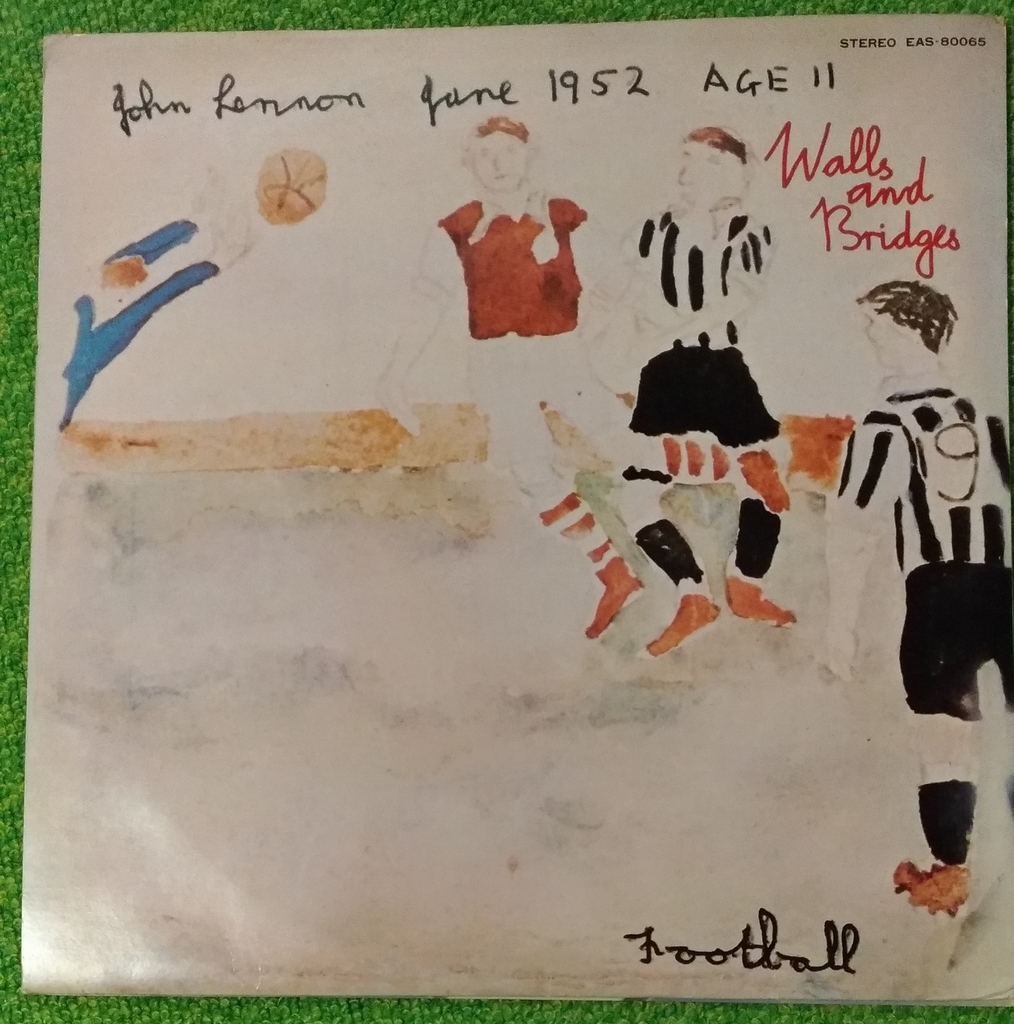 STEREO EAS-80065
John Lennon June 1952 AGE 11
Walls
and
Bridges
9
Football